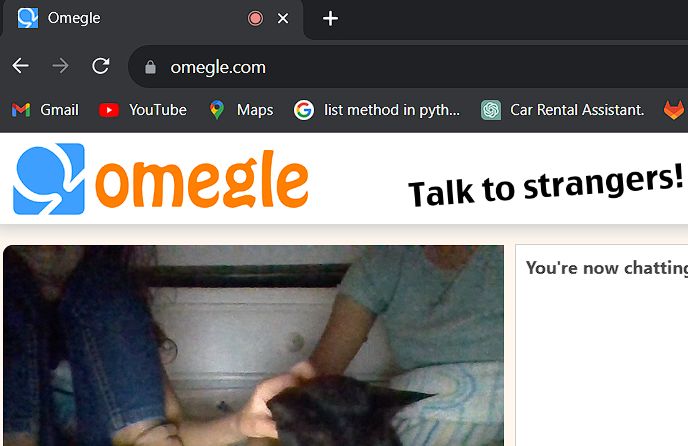 Omegle
omegle.com
Gmail YouTube Maps list method in pyth... Car Rental Assistant.
omegle Talk to strangers!
You're now chatting